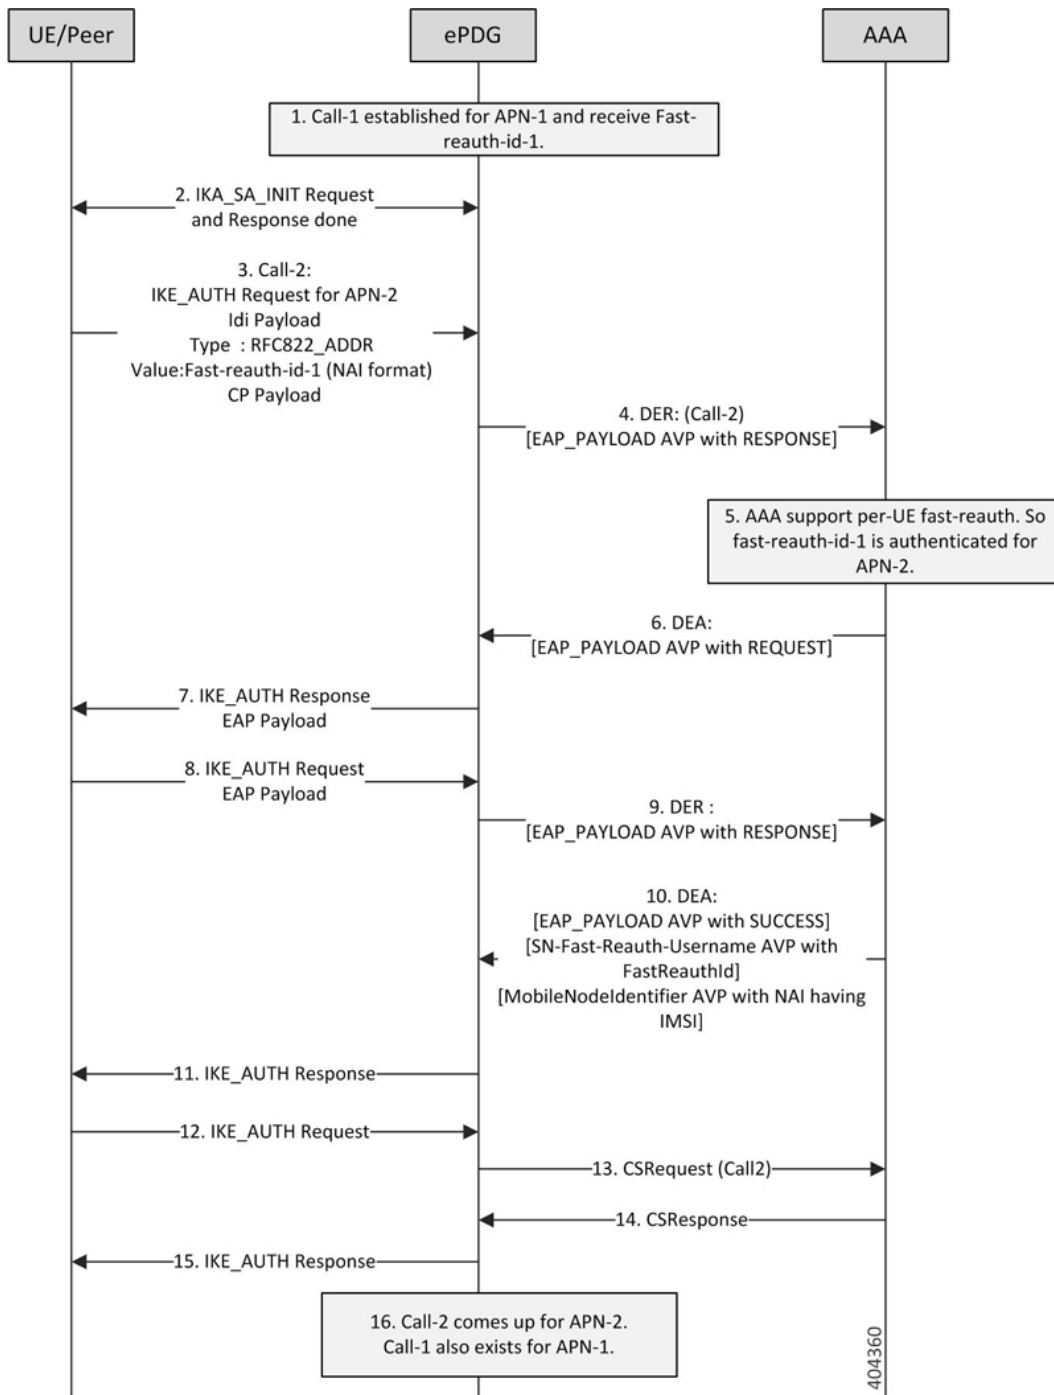 UE/Peer
ePDG
AAA
1. Call-1 established for APN-1 and receive Fast-
reauth-id-1.
2. IKA_SA_INIT Request
and Response done
3. Call-2:
IKE_AUTH Request for APN-2
Idi Payload
Type : RFC822_ADDR
Value:Fast-reauth-id-1 (NAI format)
CP Payload
4. DER: (Call-2)
[EAP_PAYLOAD AVP with RESPONSE]
5. AAA support per-UE fast-reauth. So
fast-reauth-id-1 is authenticated for
APN-2.
6. DEA:
[EAP_PAYLOAD AVP with REQUEST]
7. IKE_AUTH Response
EAP Payload
8. IKE_AUTH Request
EAP Payload
9. DER :
[EAP_PAYLOAD AVP with RESPONSE]
10. DEA:
[EAP_PAYLOAD AVP with SUCCESS]
[SN-Fast-Reauth-Username AVP with
FastReauthId]
[MobileNodeIdentifier AVP with NAI having
IMSI]
11. IKE_AUTH Response
12. IKE_AUTH Request
13. CSRequest (Call2)
14. CSResponse
15. IKE_AUTH Response
16. Call-2 comes up for APN-2.
Call-1 also exists for APN-1.
404360